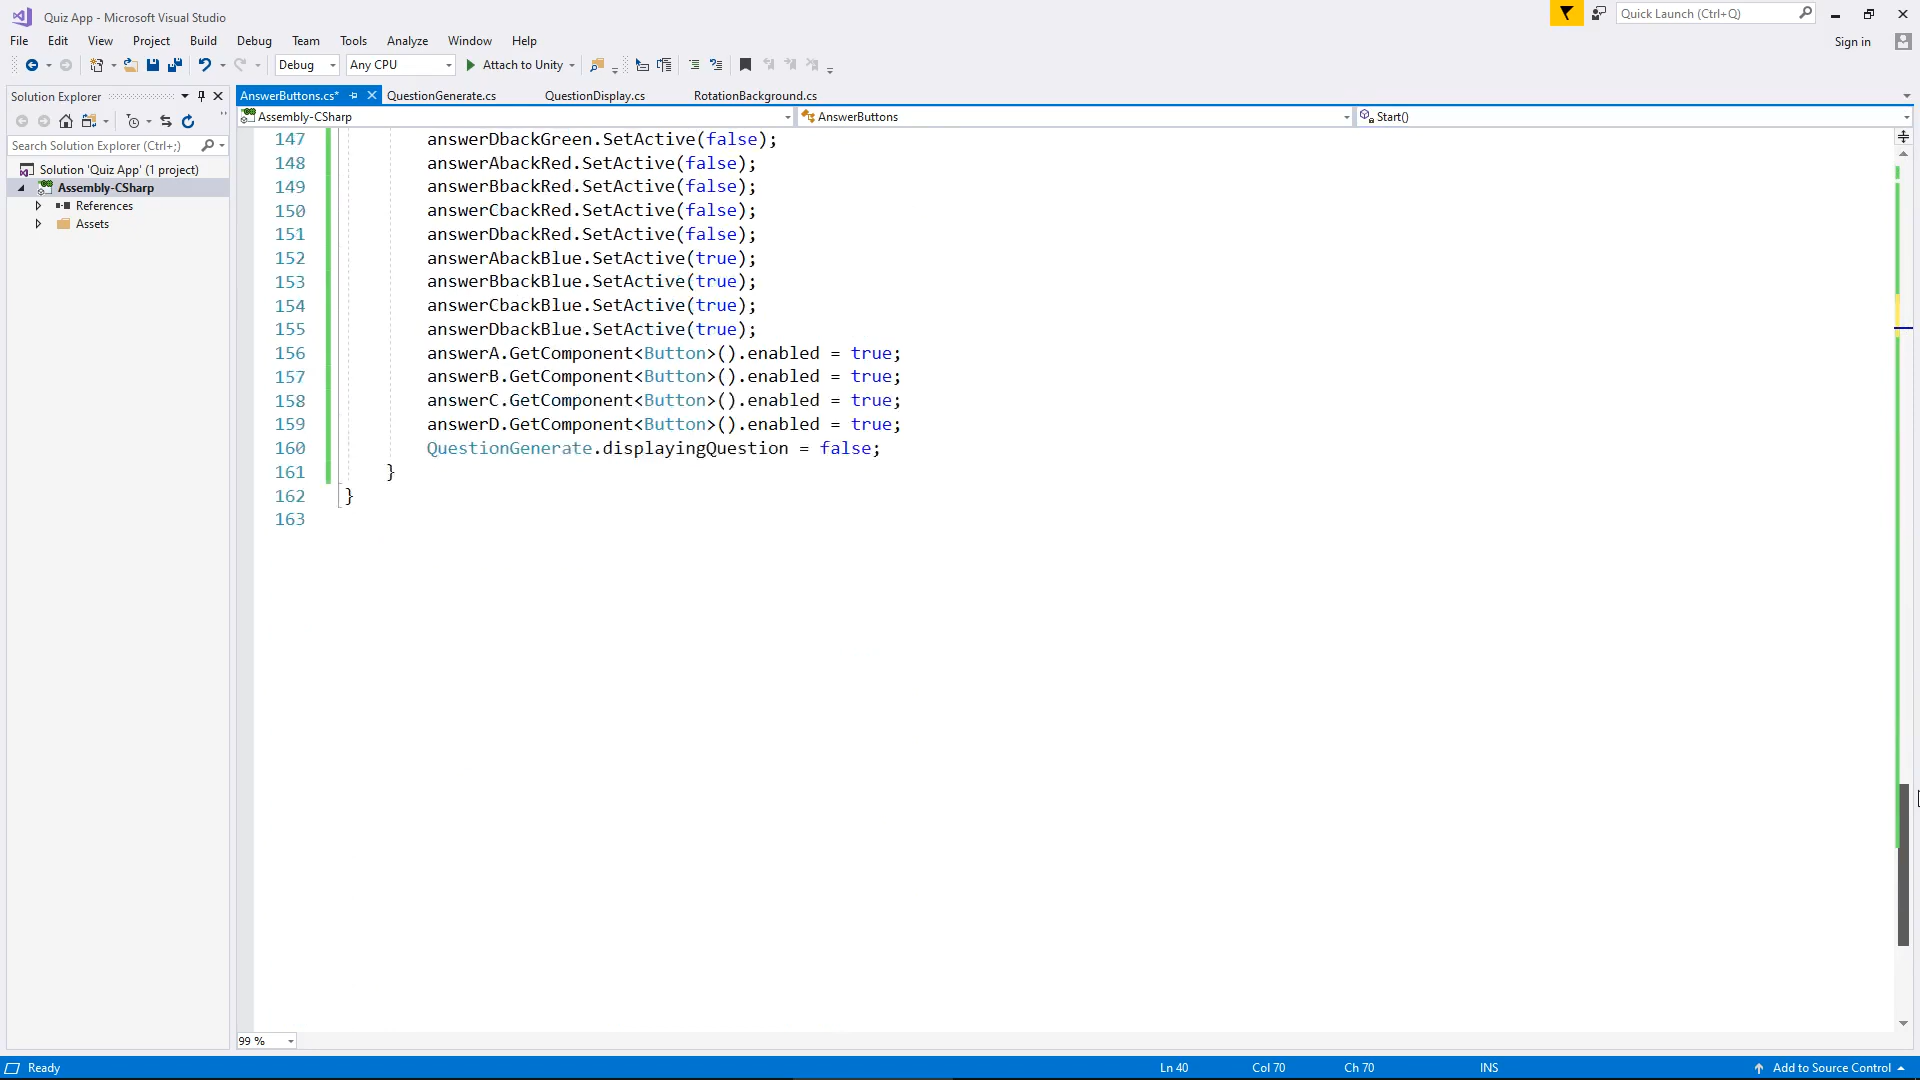 Quiz App - Microsoft Visual Studio
Quick Launch (Ctrl+Q)
File Edit View Project Build Debug Team Tools Analyze Window Help
Sign in
Debug Any CPU Attach to Unity
Solution Explorer
AnswerButtons.cs* QuestionGenerate.cs QuestionDisplay.cs RotationBackground.cs
Assembly-CSharp AnswerButtons Start()
Search Solution Explorer (Ctrl+;)
Solution 'Quiz App' (1 project)
Assembly-CSharp
References
Assets
147 answerDbackGreen.SetActive(false);
148 answerAbackRed.SetActive(false);
149 answerBbackRed.SetActive(false);
150 answerCbackRed.SetActive(false);
151 answerDbackRed.SetActive(false);
152 answerAbackBlue.SetActive(true);
153 answerBbackBlue.SetActive(true);
154 answerCbackBlue.SetActive(true);
155 answerDbackBlue.SetActive(true);
156 answerA.GetComponent<Button>().enabled = true;
157 answerB.GetComponent<Button>().enabled = true;
158 answerC.GetComponent<Button>().enabled = true;
159 answerD.GetComponent<Button>().enabled = true;
160 QuestionGenerate.displayingQuestion = false;
161 }
162 }
163
99 %
Ready Ln 40 Col 70 Ch 70 INS Add to Source Control